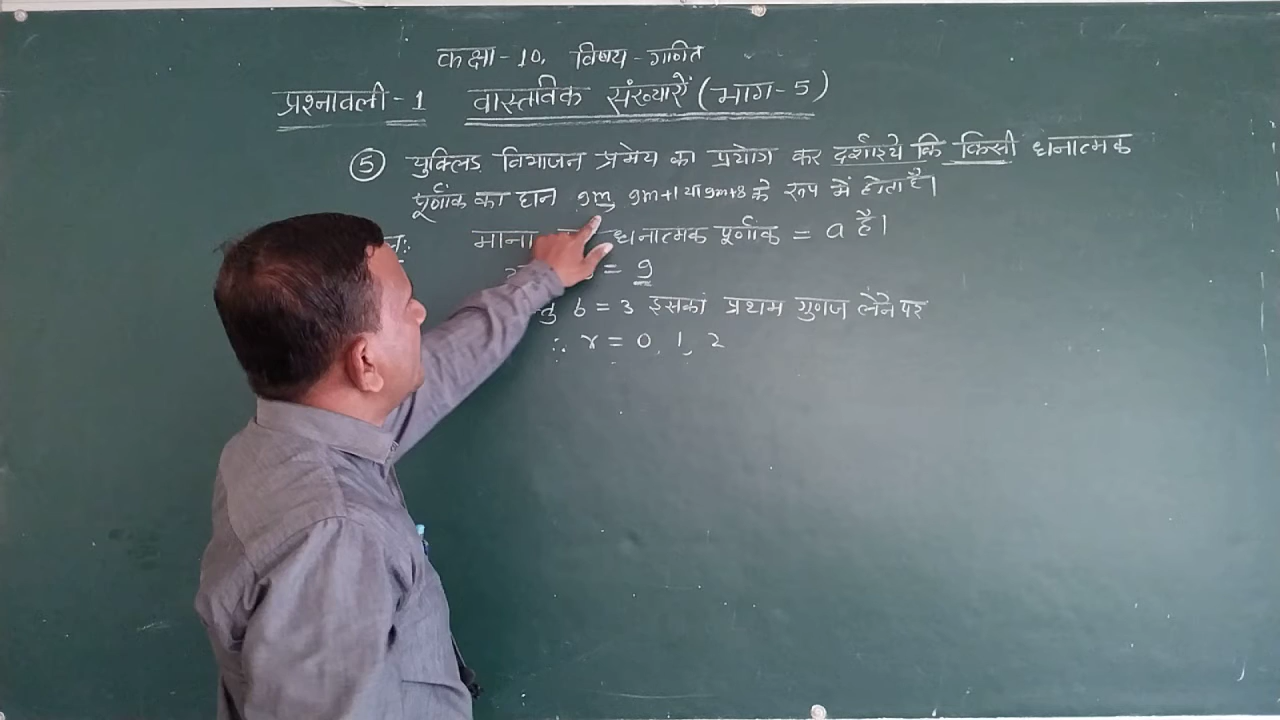 कक्षा-10, विषय-गणित
प्रश्नावली-1 वास्तविक संख्याऐं (भाग-5)
⑤ युक्लिड विभाजन प्रमेय का प्रयोग कर दर्शाइये कि किसी धनात्मक
पूर्णांक का घन 9m, 9m+1 या 9m+8 के रूप में होता है।
माना धनात्मक पूर्णांक = a है।
= 9
b = 3 इसका प्रथम गुणज लेने पर
∴ r = 0, 1, 2